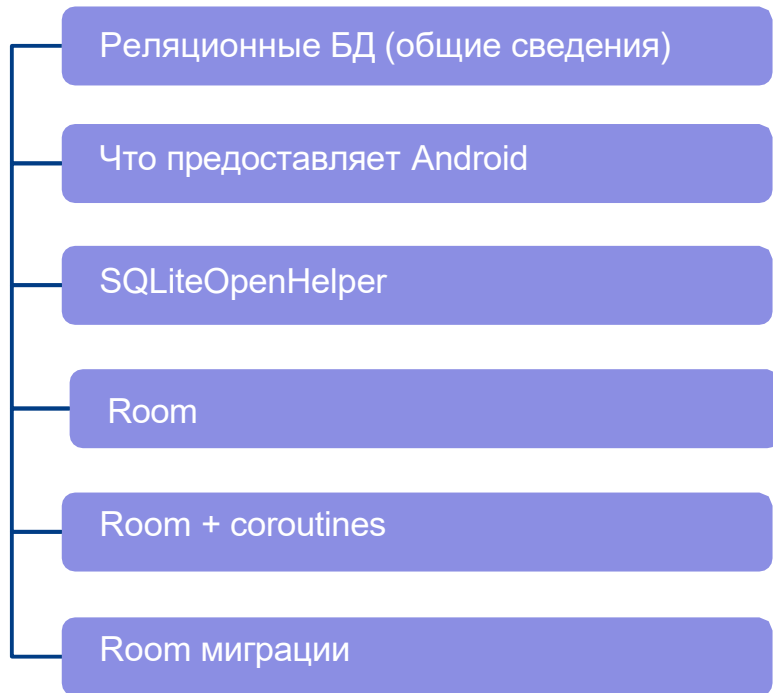 Реляционные БД (общие сведения)
Что предоставляет Android
SQLiteOpenHelper
Room
Room + coroutines
Room миграции